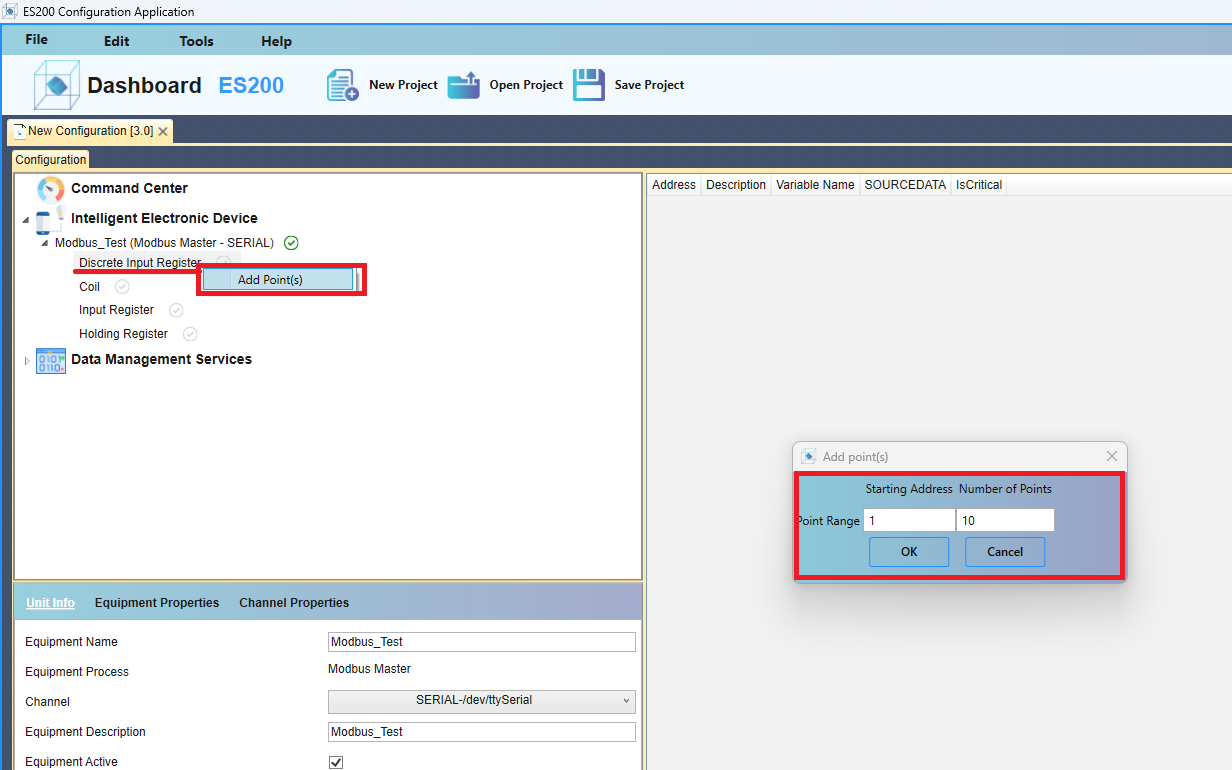 ES200 Configuration Application
File Edit Tools Help
Dashboard ES200 New Project Open Project Save Project
New Configuration [3.0]
Configuration
Command Center
Intelligent Electronic Device
Modbus_Test (Modbus Master - SERIAL)
Discrete Input Register
Add Point(s)
Coil
Input Register
Holding Register
Data Management Services
Address Description Variable Name SOURCEDATA IsCritical
Add point(s)
Starting Address Number of Points
Point Range 1 10
OK Cancel
Unit Info Equipment Properties Channel Properties
Equipment Name Modbus_Test
Equipment Process Modbus Master
Channel SERIAL-/dev/ttySerial
Equipment Description Modbus_Test
Equipment Active